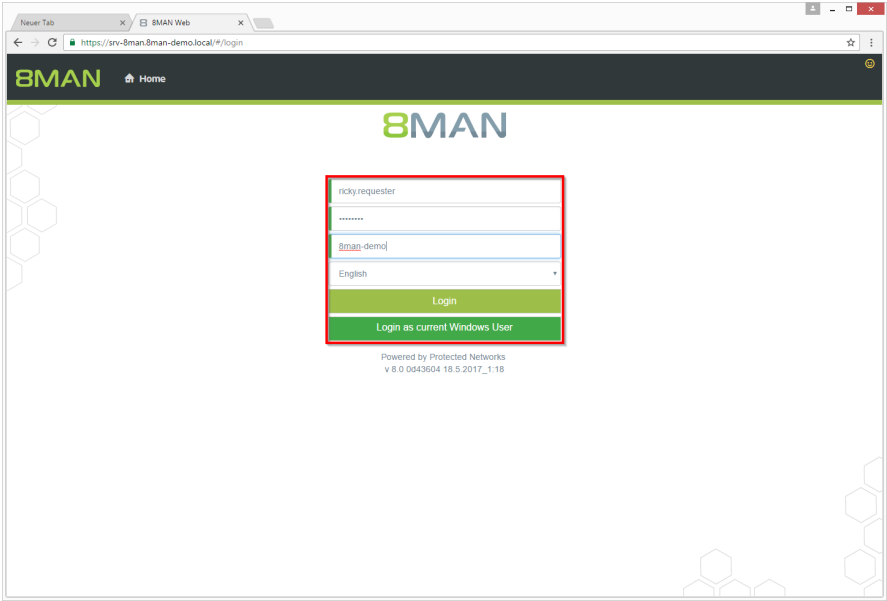 Neuer Tab
8MAN Web
https://srv-8man.8man-demo.local/#/login
8MAN
Home
8MAN
ricky.requester
••••••••
8man-demo
English
Login
Login as current Windows User
Powered by Protected Networks
v 8.0 0d43604 18.5.2017_1:18